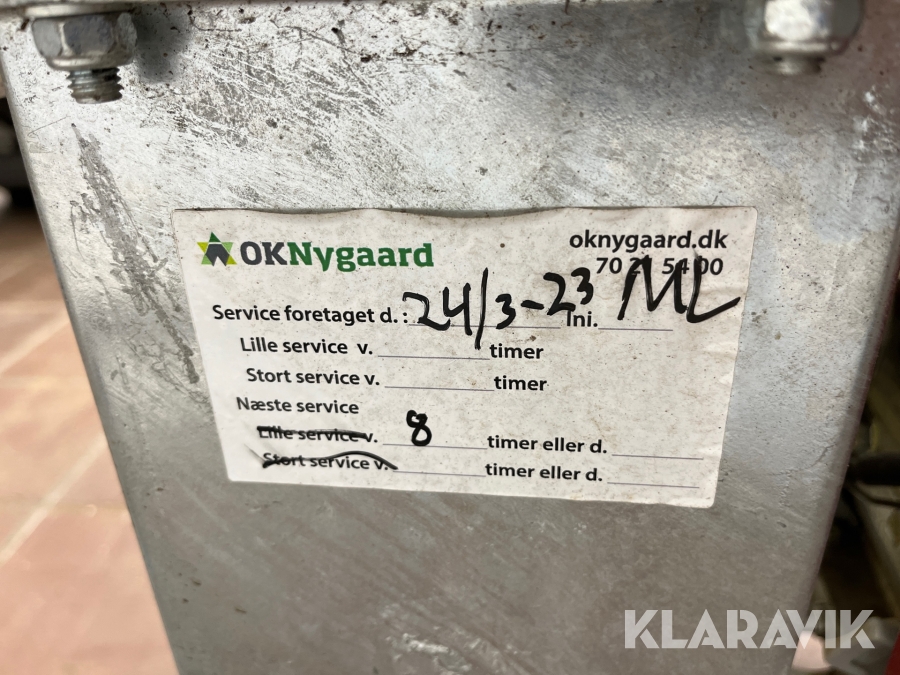 OKNygaard
oknygaard.dk
70 21 54 00
Service foretaget d. : 24/3-23 Ini. ML
Lille service v. timer
Stort service v. timer
Næste service
Lille service v. 8 timer eller d.
Stort service v. timer eller d.
KLARAVIK